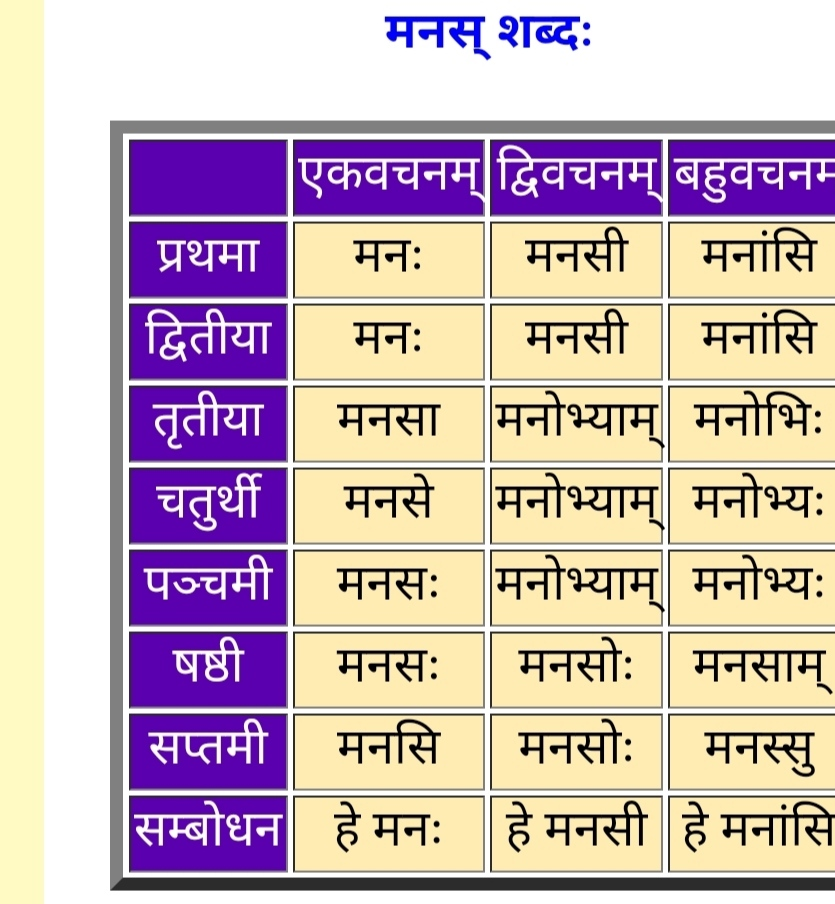 मनस् शब्दः
एकवचनम् द्विवचनम् बहुवचनम
प्रथमा मनः मनसी मनांसि
द्वितीया मनः मनसी मनांसि
तृतीया मनसा मनोभ्याम् मनोभिः
चतुर्थी मनसे मनोभ्याम् मनोभ्यः
पञ्चमी मनसः मनोभ्याम् मनोभ्यः
षष्ठी मनसः मनसोः मनसाम्
सप्तमी मनसि मनसोः मनस्सु
सम्बोधन हे मनः हे मनसी हे मनांसि